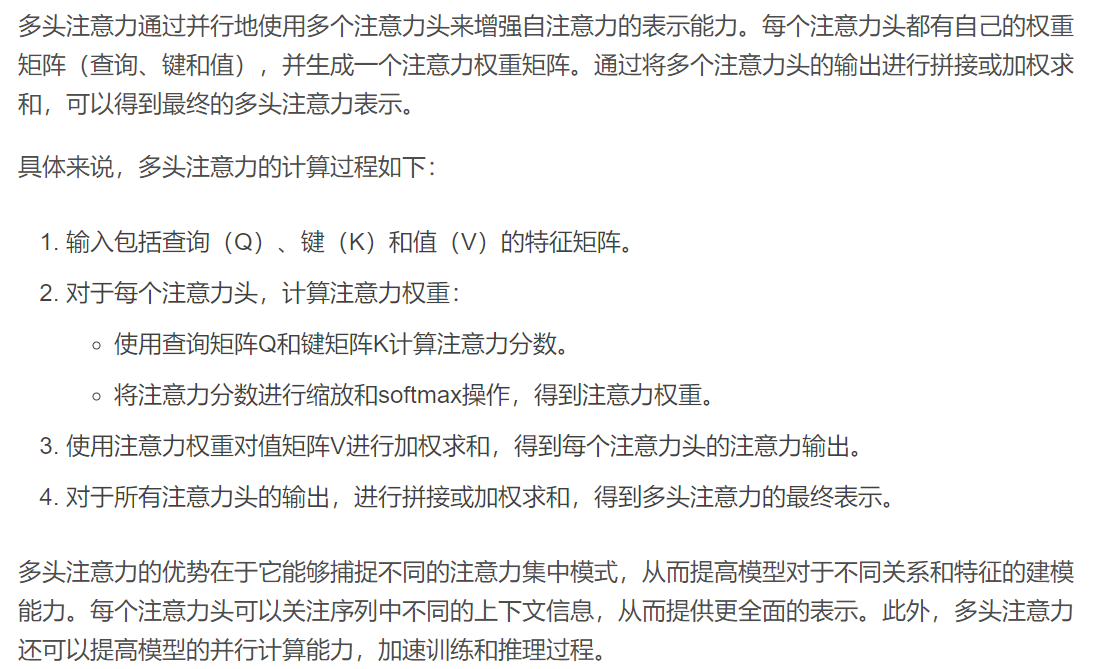 多头注意力通过并行地使用多个注意力头来增强自注意力的表示能力。每个注意力头都有自己的权重
矩阵（查询、键和值），并生成一个注意力权重矩阵。通过将多个注意力头的输出进行拼接或加权求
和，可以得到最终的多头注意力表示。
具体来说，多头注意力的计算过程如下：
1. 输入包括查询（Q）、键（K）和值（V）的特征矩阵。
2. 对于每个注意力头，计算注意力权重：
◦ 使用查询矩阵Q和键矩阵K计算注意力分数。
◦ 将注意力分数进行缩放和softmax操作，得到注意力权重。
3. 使用注意力权重对值矩阵V进行加权求和，得到每个注意力头的注意力输出。
4. 对于所有注意力头的输出，进行拼接或加权求和，得到多头注意力的最终表示。
多头注意力的优势在于它能够捕捉不同的注意力集中模式，从而提高模型对于不同关系和特征的建模
能力。每个注意力头可以关注序列中不同的上下文信息，从而提供更全面的表示。此外，多头注意力
还可以提高模型的并行计算能力，加速训练和推理过程。